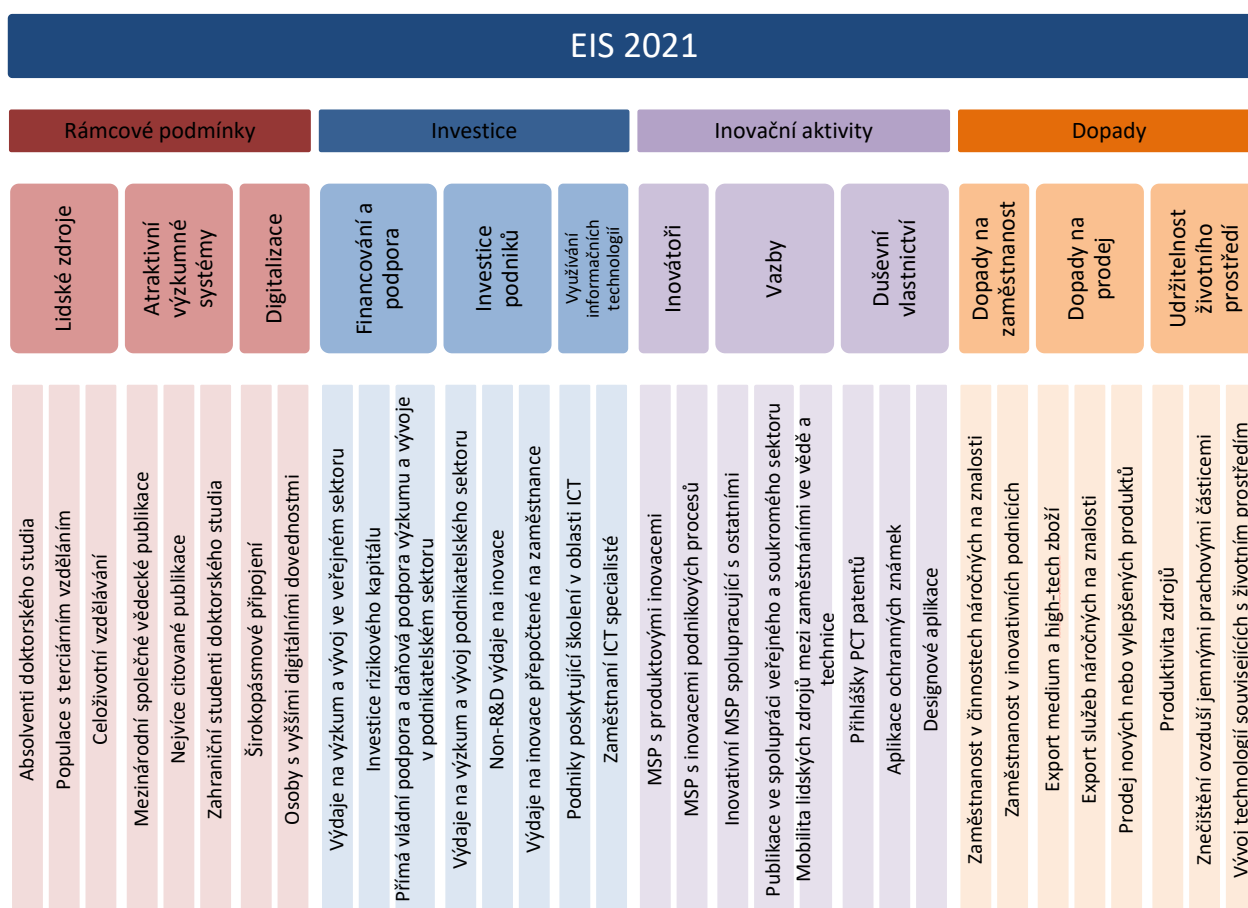 EIS 2021
Rámcové podmínky
Investice
Inovační aktivity
Dopady
Lidské zdroje
Atraktivní
výzkumné
systémy
Digitalizace
Financování a
podpora
Investice
podniků
Využívání
informačních
technologií
Inovátoři
Vazby
Duševní
vlastnictví
Dopady na
zaměstnanost
Dopady na
prodej
Udržitelnost
životního
prostředí
Absolventi doktorského studia
Populace s terciárním vzděláním
Celoživotní vzdělávání
Mezinárodní společné vědecké publikace
Nejvíce citované publikace
Zahraniční studenti doktorského studia
Širokopásmové připojení
Osoby s vyššími digitálními dovednostmi
Výdaje na výzkum a vývoj ve veřejném sektoru
Investice rizikového kapitálu
Přímá vládní podpora a daňová podpora výzkumu a vývoje
v podnikatelském sektoru
Výdaje na výzkum a vývoj podnikatelského sektoru
Non-R&D výdaje na inovace
Výdaje na inovace přepočtené na zaměstnance
Podniky poskytující školení v oblasti ICT
Zaměstnaní ICT specialisté
MSP s produktovými inovacemi
MSP s inovacemi podnikových procesů
Inovativní MSP spolupracující s ostatními
Publikace ve spolupráci veřejného a soukromého sektoru
Mobilita lidských zdrojů mezi zaměstnáními ve vědě a
technice
Přihlášky PCT patentů
Aplikace ochranných známek
Designové aplikace
Zaměstnanost v činnostech náročných na znalosti
Zaměstnanost v inovativních podnicích
Export medium a high-tech zboží
Export služeb náročných na znalosti
Prodej nových nebo vylepšených produktů
Produktivita zdrojů
Znečištění ovzduší jemnými prachovými částicemi
Vývoj technologií souvisejících s životním prostředím